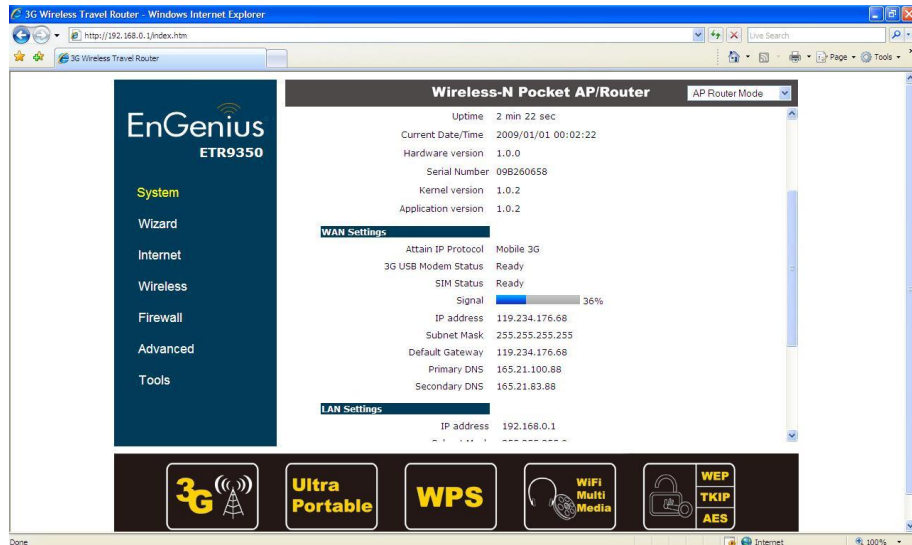 3G Wireless Travel Router - Windows Internet Explorer
http://192.168.0.1/index.htm
Live Search
3G Wireless Travel Router
Page
Tools
Wireless-N Pocket AP/Router
AP Router Mode
EnGenius
ETR9350
System
Wizard
Internet
Wireless
Firewall
Advanced
Tools
Uptime 2 min 22 sec
Current Date/Time 2009/01/01 00:02:22
Hardware version 1.0.0
Serial Number 09B260658
Kernel version 1.0.2
Application version 1.0.2
WAN Settings
Attain IP Protocol Mobile 3G
3G USB Modem Status Ready
SIM Status Ready
Signal 36%
IP address 119.234.176.68
Subnet Mask 255.255.255.255
Default Gateway 119.234.176.68
Primary DNS 165.21.100.88
Secondary DNS 165.21.83.88
LAN Settings
IP address 192.168.0.1
3G
Ultra
Portable
WPS
WiFi
Multi
Media
WEP
TKIP
AES
Done
Internet
100%